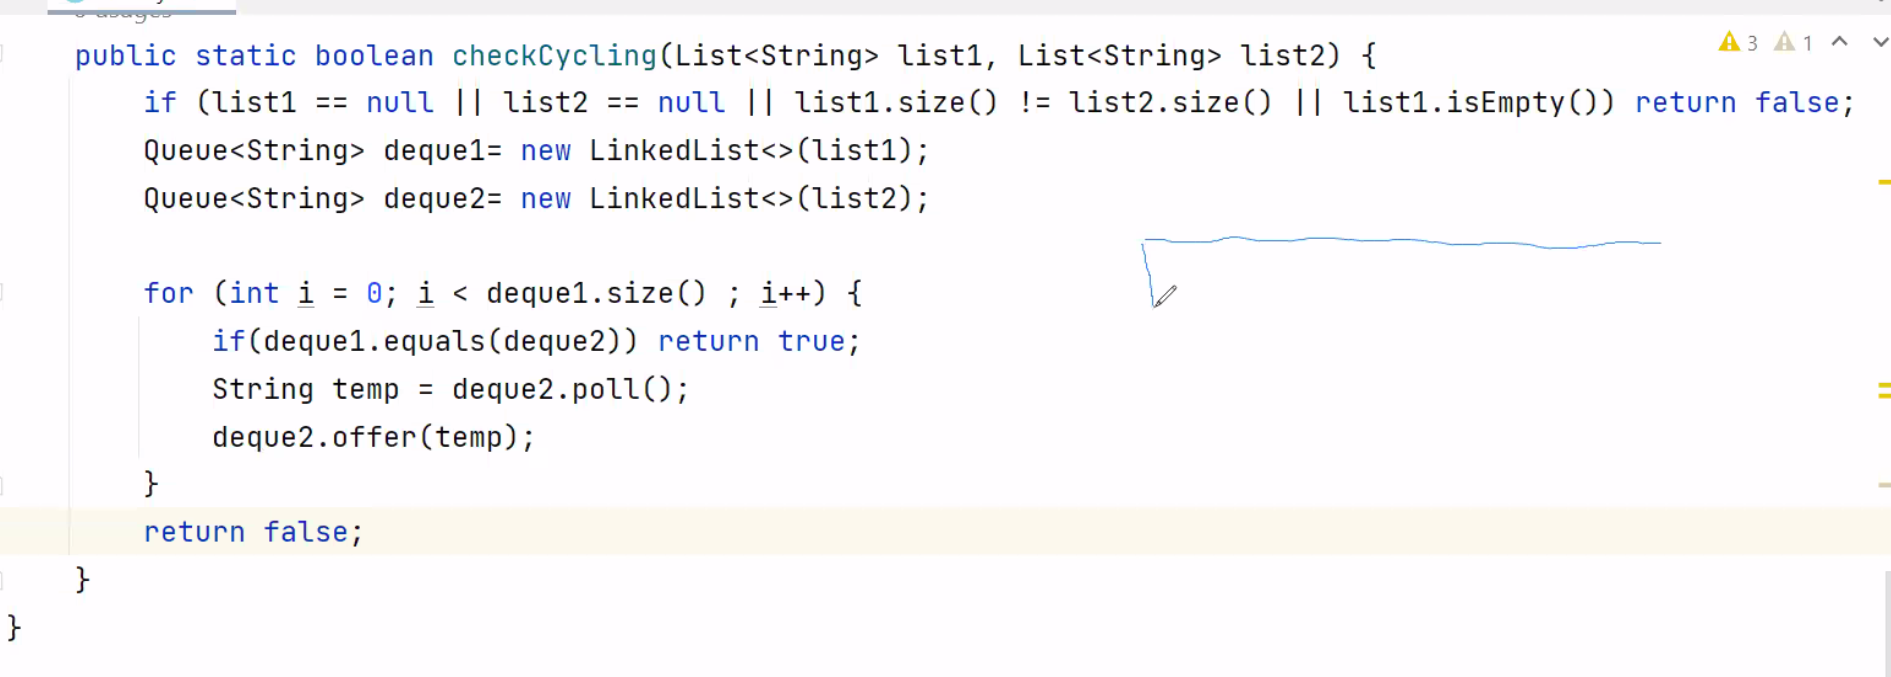 usages
public static boolean checkCycling(List<String> list1, List<String> list2) {
3 1
if (list1 == null || list2 == null || list1.size() != list2.size() || list1.isEmpty()) return false;
Queue<String> deque1= new LinkedList<>(list1);
Queue<String> deque2= new LinkedList<>(list2);
for (int i = 0; i < deque1.size() ; i++) {
if(deque1.equals(deque2)) return true;
String temp = deque2.poll();
deque2.offer(temp);
}
return false;
}
}